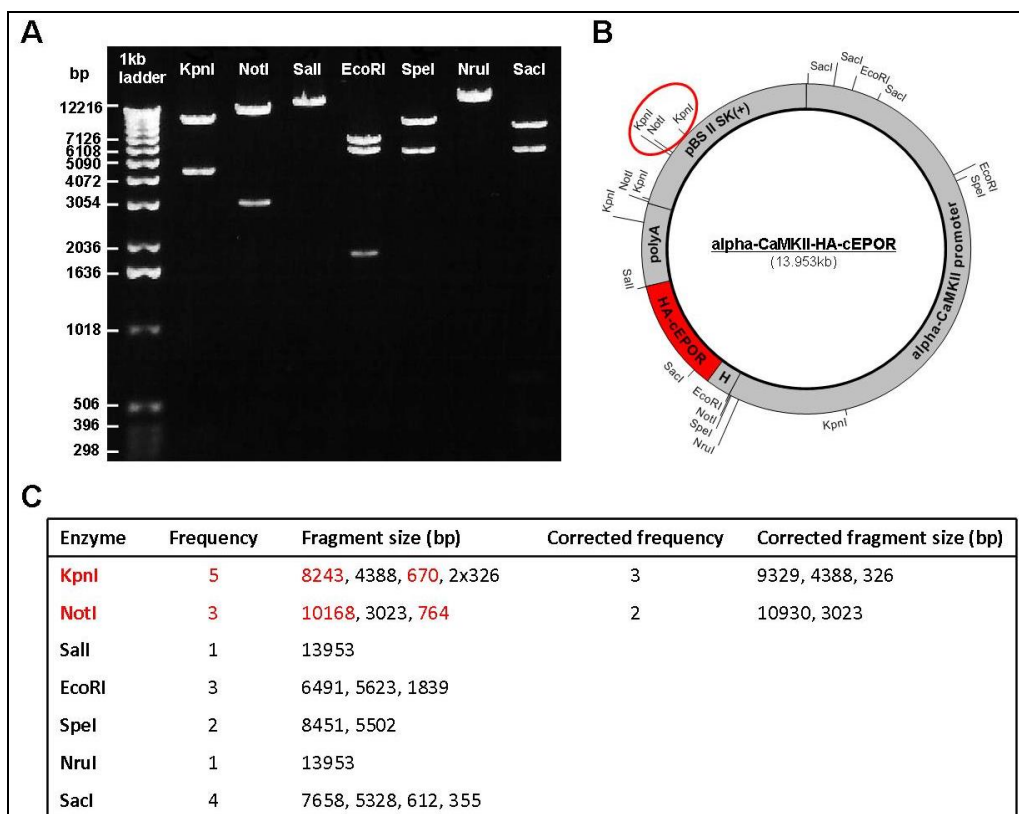 A
1kb
ladder
bp
KpnI NotI SalI EcoRI SpeI NruI SacI
12216
7126
6108
5090
4072
3054
2036
1636
1018
506
396
298
B
SacI
SacI
EcoRI
SacI
KpnI
NotI
KpnI
pBS II SK(+)
KpnI
NotI
KpnI
EcoRI
SpeI
polyA
alpha-CaMKII-HA-cEPOR
(13.953kb)
alpha-CaMKII promoter
SalI
HA-cEPOR
SacI
H
EcoRI
NotI
SpeI
NruI
KpnI
C
Enzyme Frequency Fragment size (bp) Corrected frequency Corrected fragment size (bp)
KpnI 5 8243, 4388, 670, 2x326 3 9329, 4388, 326
NotI 3 10168, 3023, 764 2 10930, 3023
SalI 1 13953
EcoRI 3 6491, 5623, 1839
SpeI 2 8451, 5502
NruI 1 13953
SacI 4 7658, 5328, 612, 355